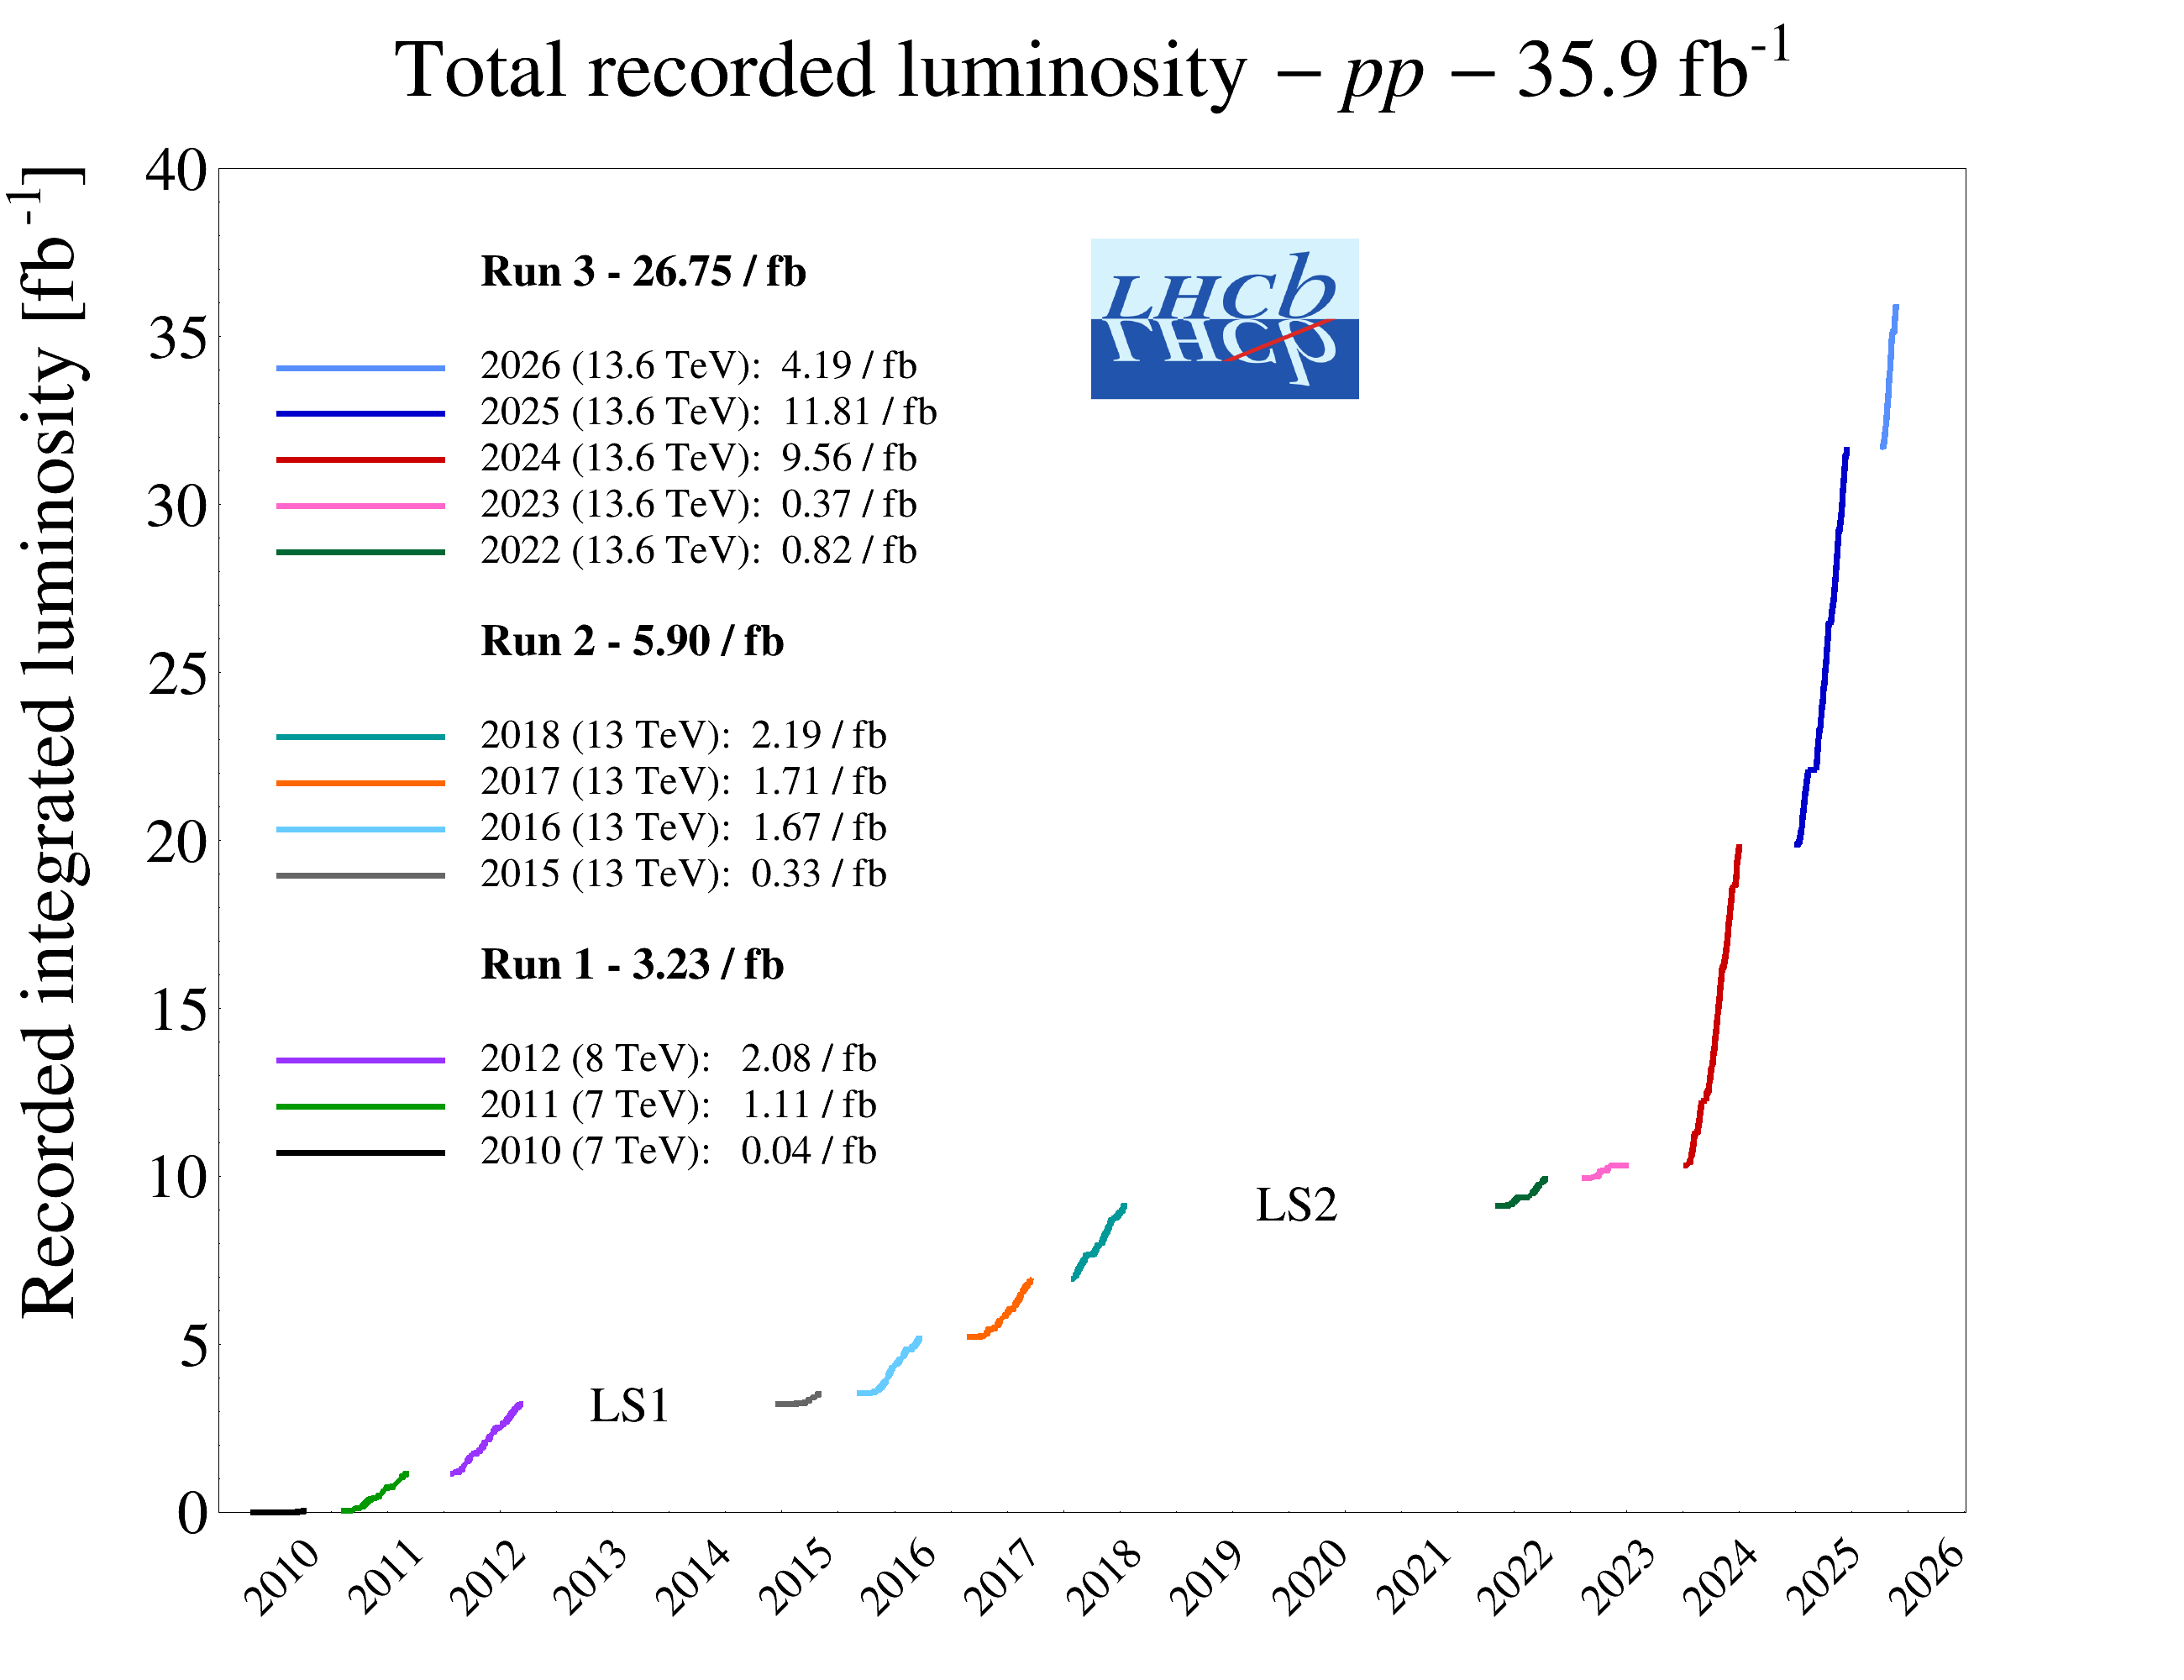 Total recorded luminosity – pp – 35.9 fb-1
Recorded integrated luminosity [fb-1]
40
35
30
25
20
15
10
5
0
Run 3 - 26.75 / fb
2026 (13.6 TeV): 4.19 / fb
2025 (13.6 TeV): 11.81 / fb
2024 (13.6 TeV): 9.56 / fb
2023 (13.6 TeV): 0.37 / fb
2022 (13.6 TeV): 0.82 / fb
Run 2 - 5.90 / fb
2018 (13 TeV): 2.19 / fb
2017 (13 TeV): 1.71 / fb
2016 (13 TeV): 1.67 / fb
2015 (13 TeV): 0.33 / fb
Run 1 - 3.23 / fb
2012 (8 TeV): 2.08 / fb
2011 (7 TeV): 1.11 / fb
2010 (7 TeV): 0.04 / fb
LHCb
LHCb
LS1
LS2
2010
2011
2012
2013
2014
2015
2016
2017
2018
2019
2020
2021
2022
2023
2024
2025
2026